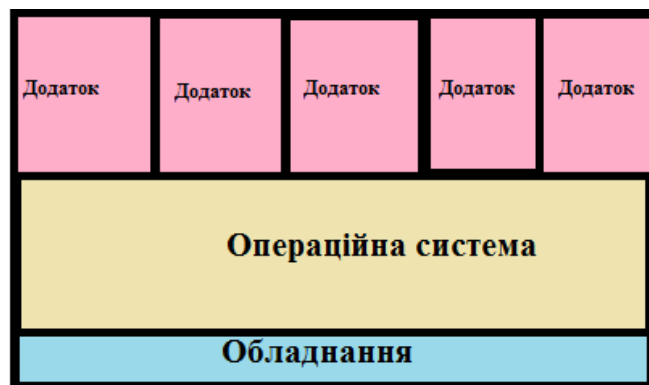 Додаток
Додаток
Додаток
Додаток
Додаток
Операційна система
Обладнання